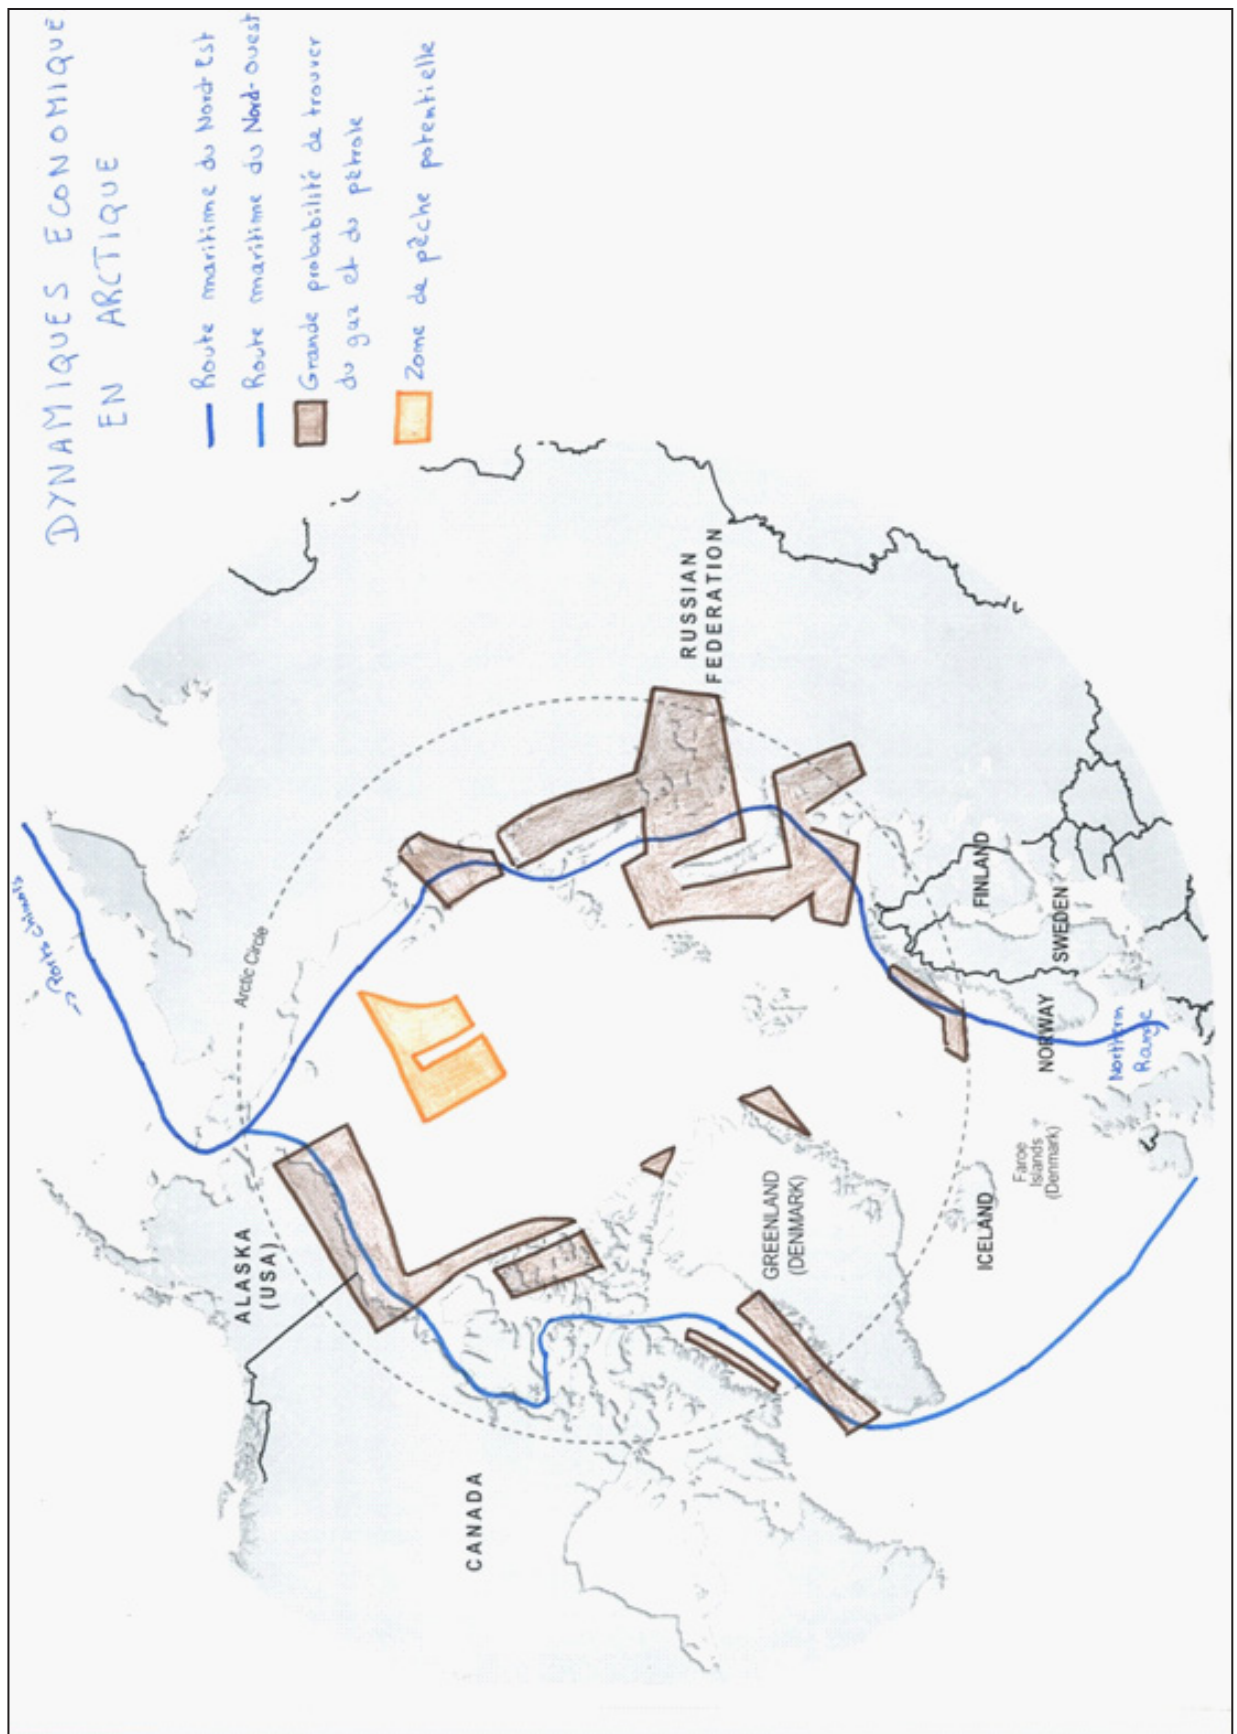 DYNAMIQUES ECONOMIQUE
EN ARCTIQUE
Route maritime du Nord Est
Route maritime du Nord-ouest
Grande probabilité de trouver
du gaz et du pétrole
Zone de pêche potentielle
→ Ports Chinois
Arctic Circle
ALASKA
(USA)
CANADA
RUSSIAN
FEDERATION
GREENLAND
(DENMARK)
ICELAND
Faroe
Islands
(Denmark)
NORWAY
SWEDEN
FINLAND
Northern
Range